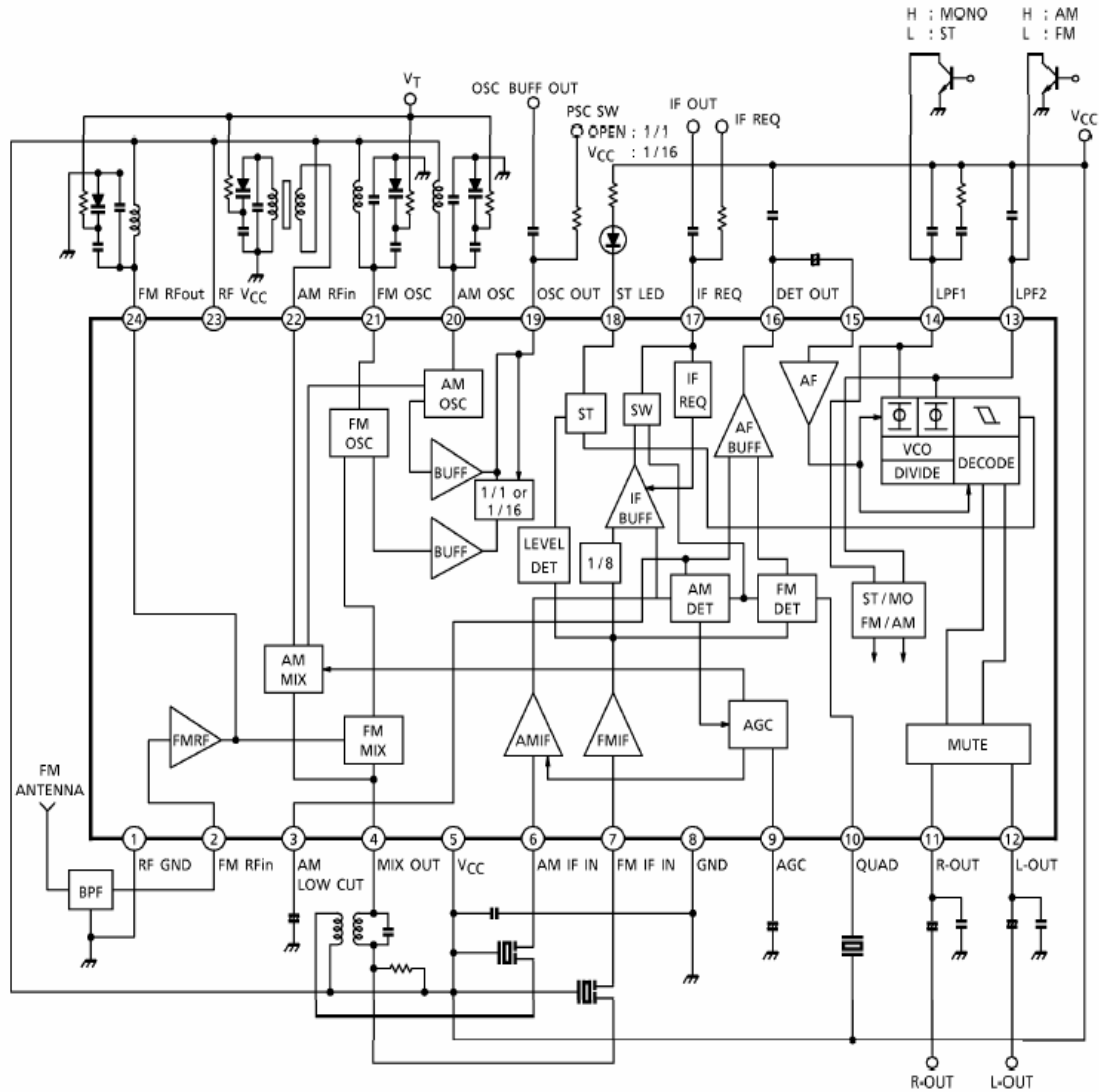 H : MONO
L : ST
H : AM
L : FM
VT
OSC BUFF OUT
PSC SW
OPEN : 1/1
VCC : 1/16
IF OUT
IF REQ
VCC
FM RFout
RF VCC
AM RFin
FM OSC
AM OSC
OSC OUT
ST LED
IF REQ
DET OUT
LPF1
LPF2
24
23
22
21
20
19
18
17
16
15
14
13
AM
OSC
FM
OSC
BUFF
BUFF
1/1 or
1/16
ST
SW
IF
REQ
AF
BUFF
AF
VCO
DIVIDE
DECODE
IF
BUFF
LEVEL
DET
1/8
AM
DET
FM
DET
ST/MO
FM/AM
AM
MIX
FMRF
FM
MIX
AMIF
FMIF
AGC
MUTE
FM
ANTENNA
BPF
1
2
3
4
5
6
7
8
9
10
11
12
RF GND
FM RFin
AM
LOW CUT
MIX OUT
VCC
AM IF IN
FM IF IN
GND
AGC
QUAD
R-OUT
L-OUT
R-OUT
L-OUT